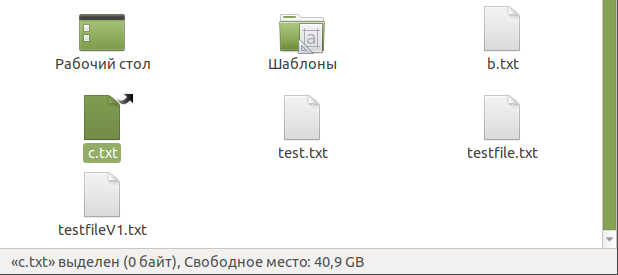 Рабочий стол
Шаблоны
b.txt
c.txt
test.txt
testfile.txt
testfileV1.txt
«c.txt» выделен (0 байт), Свободное место: 40,9 GB